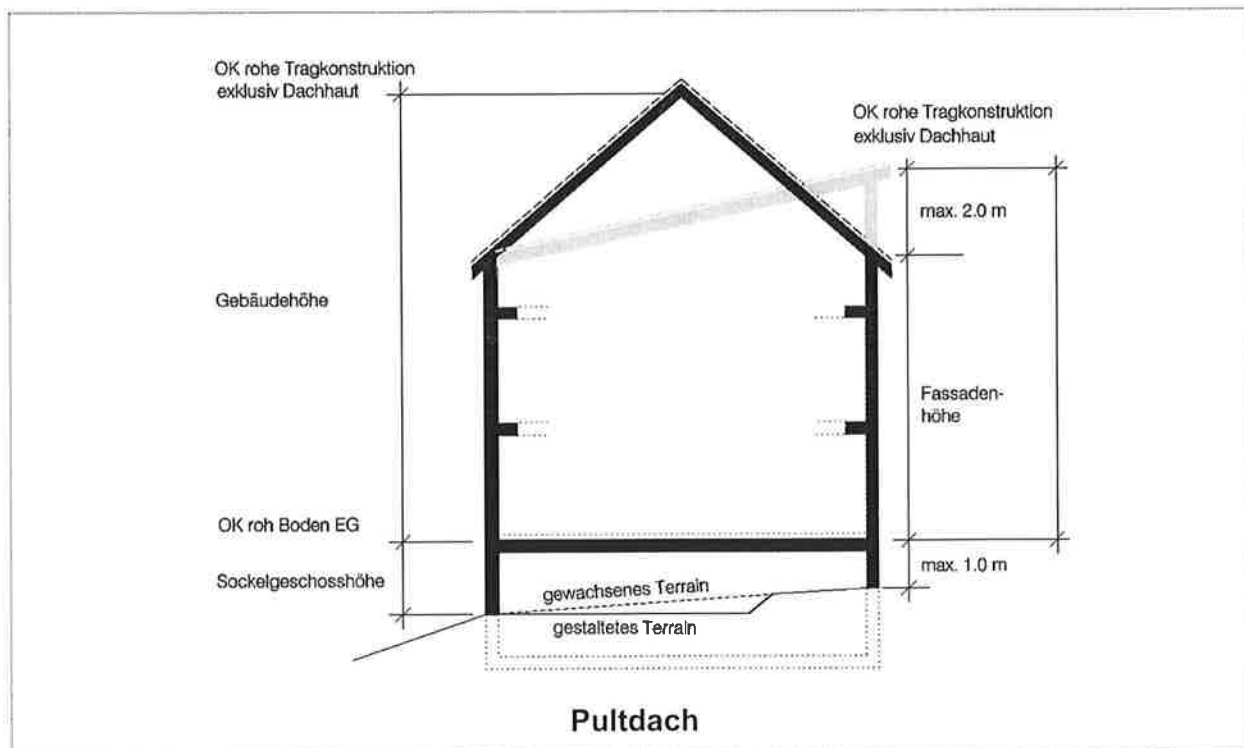 OK rohe Tragkonstruktion
exklusiv Dachhaut
OK rohe Tragkonstruktion
exklusiv Dachhaut
max. 2.0 m
Gebäudehöhe
Fassaden-
höhe
OK roh Boden EG
max. 1.0 m
Sockelgeschosshöhe
gewachsenes Terrain
gestaltetes Terrain
Pultdach